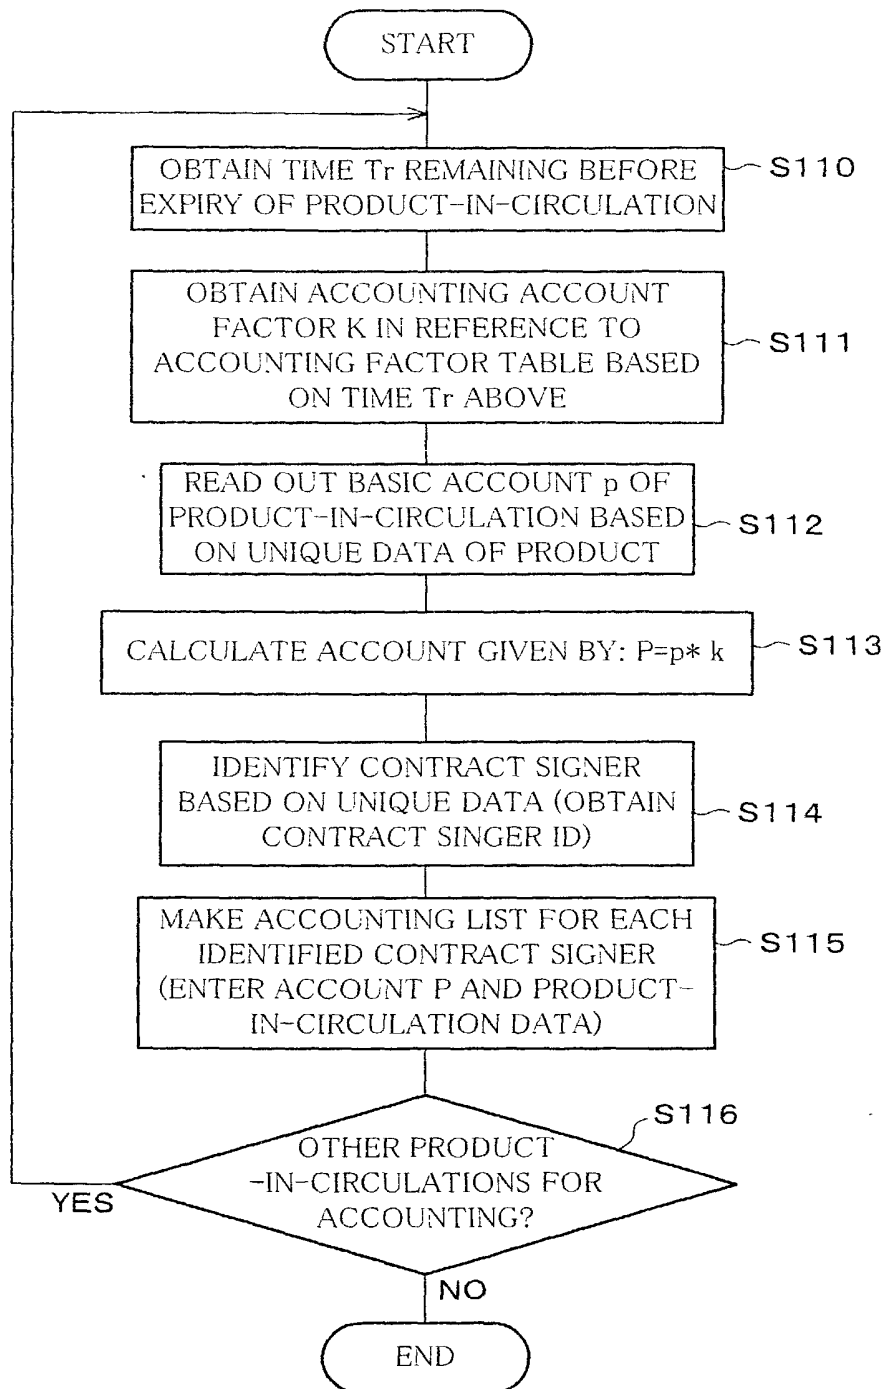 START
OBTAIN TIME Tr REMAINING BEFORE
EXPIRY OF PRODUCT-IN-CIRCULATION
S110
OBTAIN ACCOUNTING ACCOUNT
FACTOR K IN REFERENCE TO
ACCOUNTING FACTOR TABLE BASED
ON TIME Tr ABOVE
S111
READ OUT BASIC ACCOUNT p OF
PRODUCT-IN-CIRCULATION BASED
ON UNIQUE DATA OF PRODUCT
S112
CALCULATE ACCOUNT GIVEN BY: P=p* k
S113
IDENTIFY CONTRACT SIGNER
BASED ON UNIQUE DATA (OBTAIN
CONTRACT SINGER ID)
S114
MAKE ACCOUNTING LIST FOR EACH
IDENTIFIED CONTRACT SIGNER
(ENTER ACCOUNT P AND PRODUCT-
IN-CIRCULATION DATA)
S115
S116
OTHER PRODUCT
-IN-CIRCULATIONS FOR
ACCOUNTING?
YES
NO
END